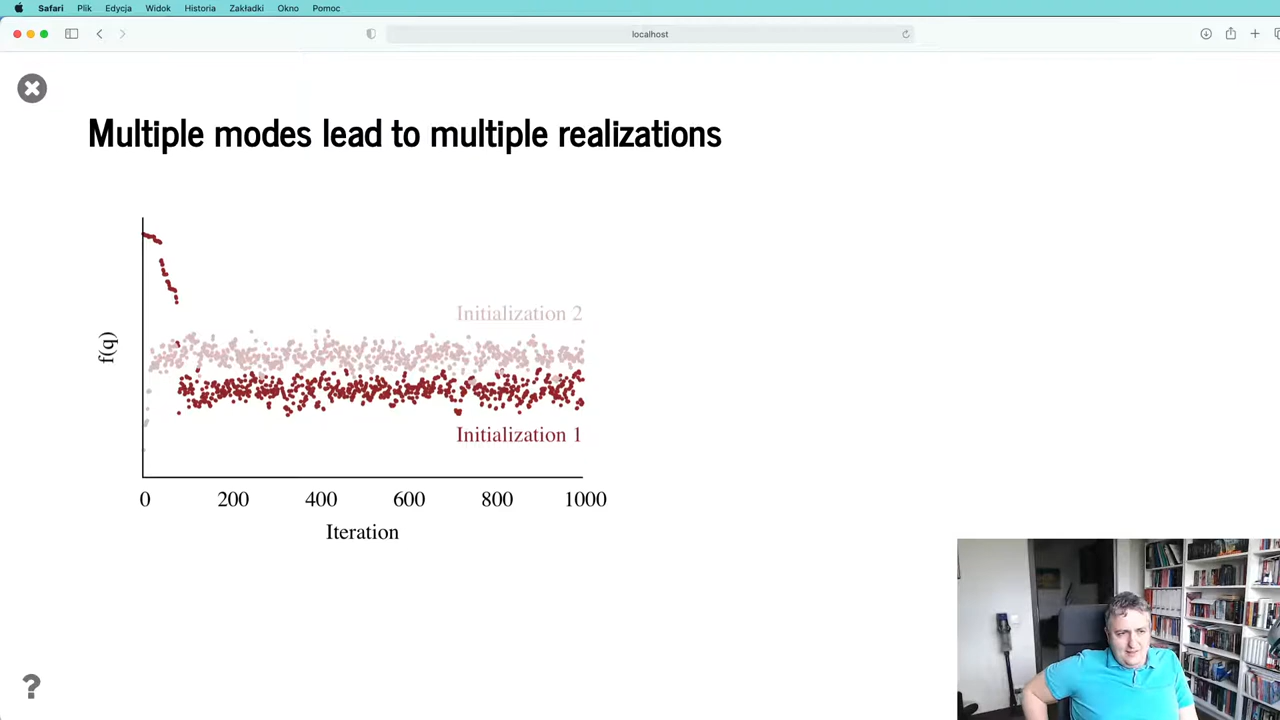 Safari Plik Edycja Widok Historia Zakładki Okno Pomoc
localhost
Multiple modes lead to multiple realizations
Initialization 2
f(q)
Initialization 1
0 200 400 600 800 1000
Iteration
?